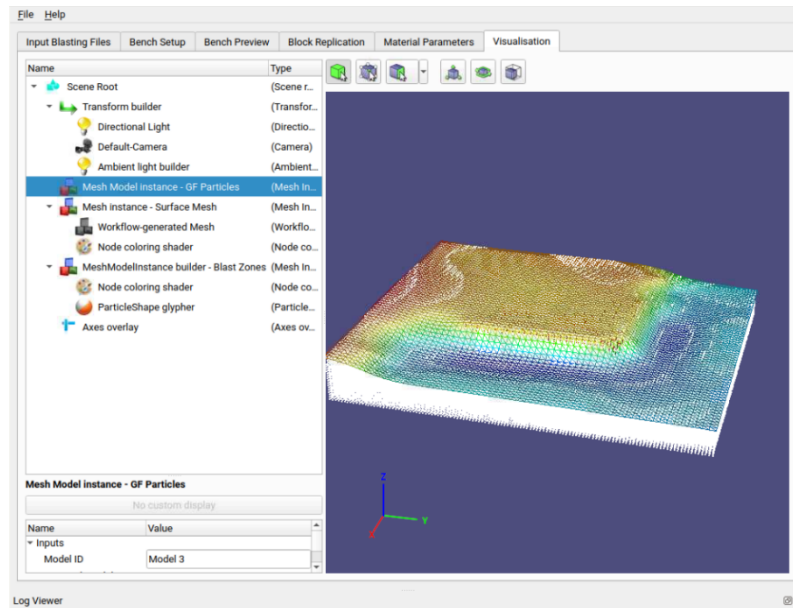 File Help
Input Blasting Files Bench Setup Bench Preview Block Replication Material Parameters Visualisation
Name Type
Scene Root (Scene r...
Transform builder (Transfor...
Directional Light (Directio...
Default-Camera (Camera)
Ambient light builder (Ambient...
Mesh Model instance - GF Particles (Mesh In...
Mesh instance - Surface Mesh (Mesh In...
Workflow-generated Mesh (Workflo...
Node coloring shader (Node co...
MeshModelInstance builder - Blast Zones (Mesh In...
Node coloring shader (Node co...
ParticleShape glypher (Particle...
Axes overlay (Axes ov...
Z
Y
Mesh Model instance - GF Particles
No custom display
Name Value
Inputs
Model ID Model 3
Log Viewer